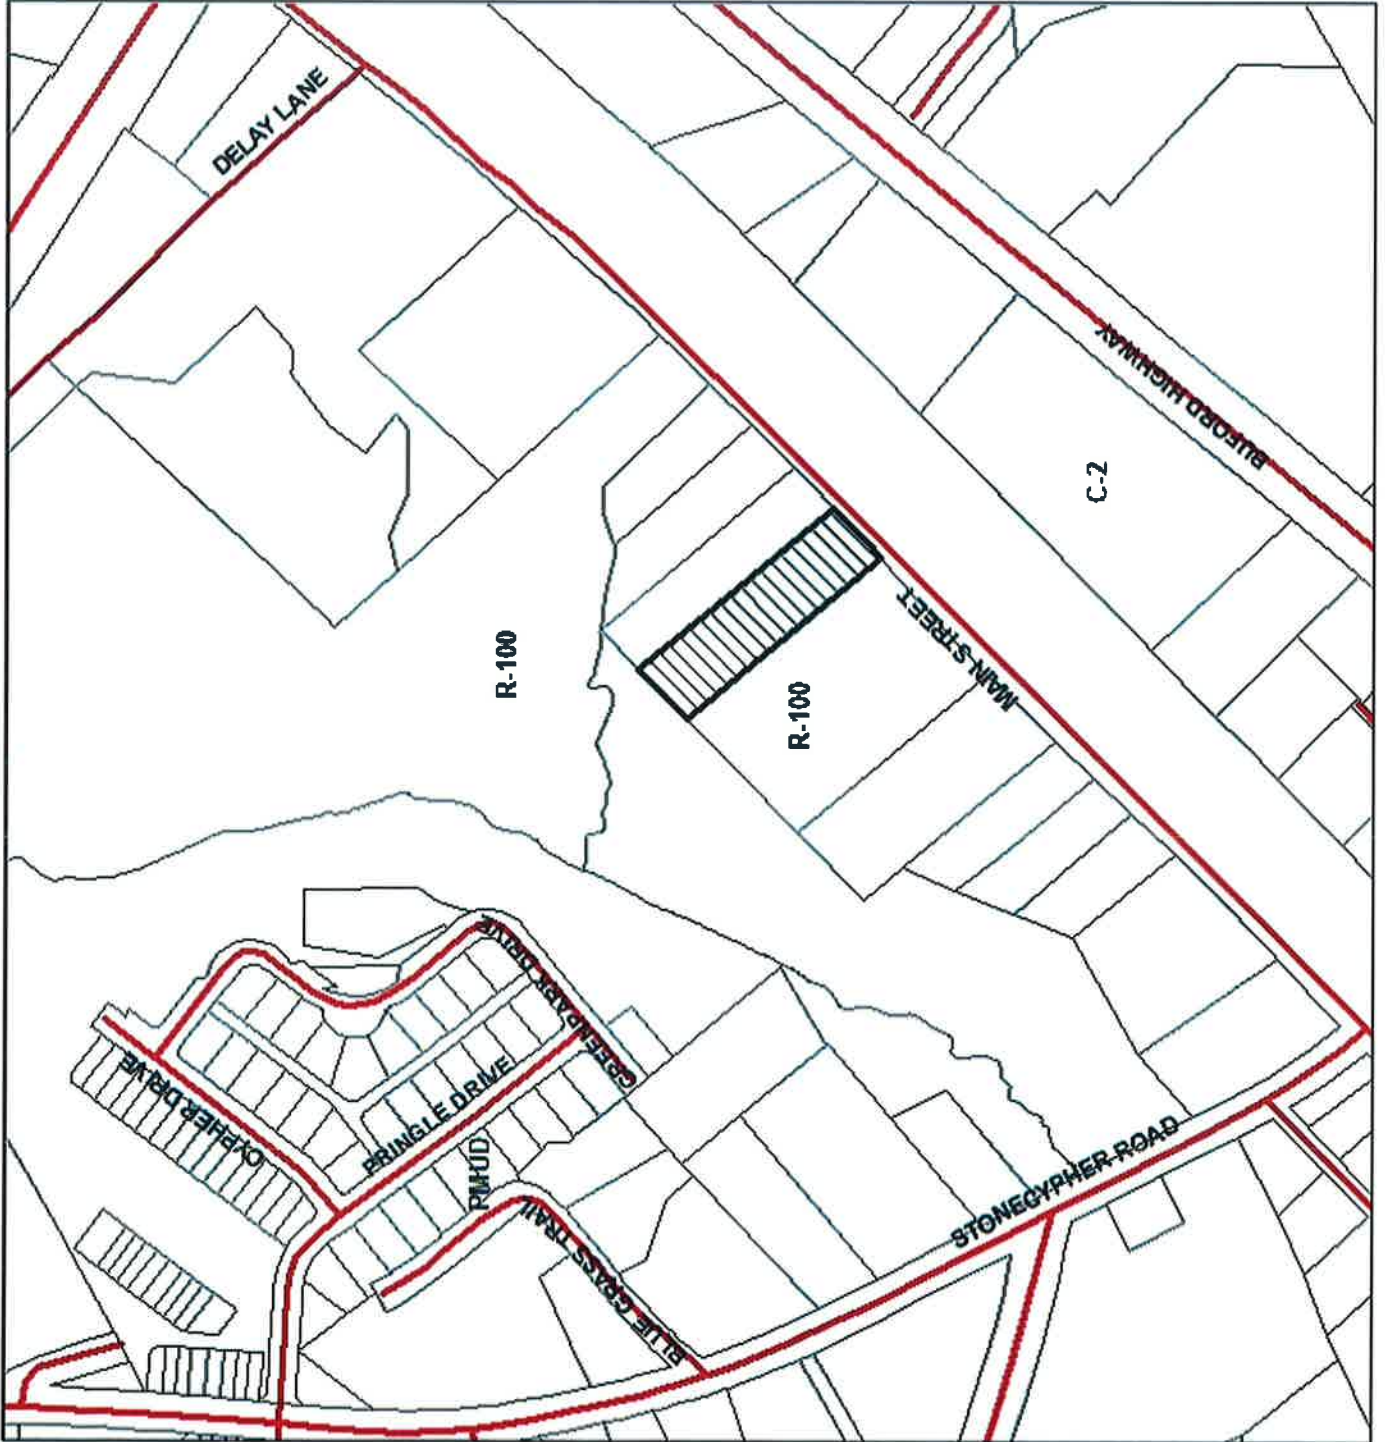 DELAY LANE
BUFORD HIGHWAY
C-2
MAIN STREET
R-100
R-100
GREENPARK DRIVE
CYPHER DRIVE
PRINGLE DRIVE
PMUD
BLUE GRASS TRAIL
STONECYPHER ROAD